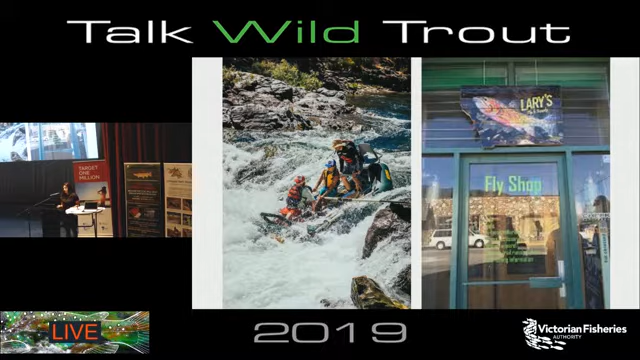 Talk Wild Trout
LARY'S
Fly Shop
TARGET
ONE
MILLION
LIVE
2019
Victorian Fisheries
AUTHORITY